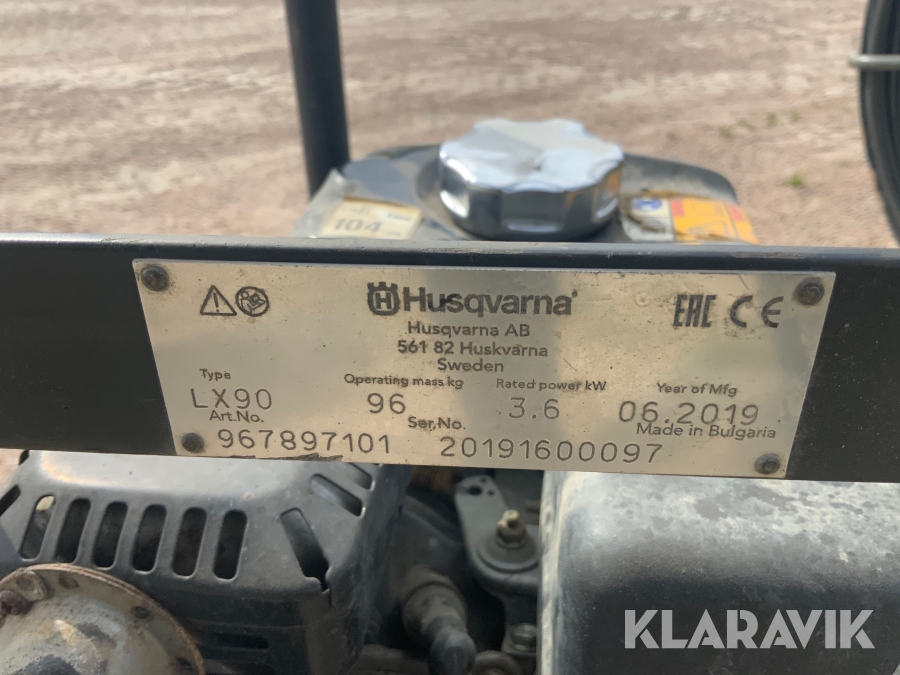 104
Husqvarna
EAC CE
Husqvarna AB
561 82 Huskvarna
Sweden
Type Operating mass kg Rated power kW Year of Mfg
LX90 96 3.6 06.2019
Art.No. Ser.No. Made in Bulgaria
967897101 20191600097
KLARAVIK